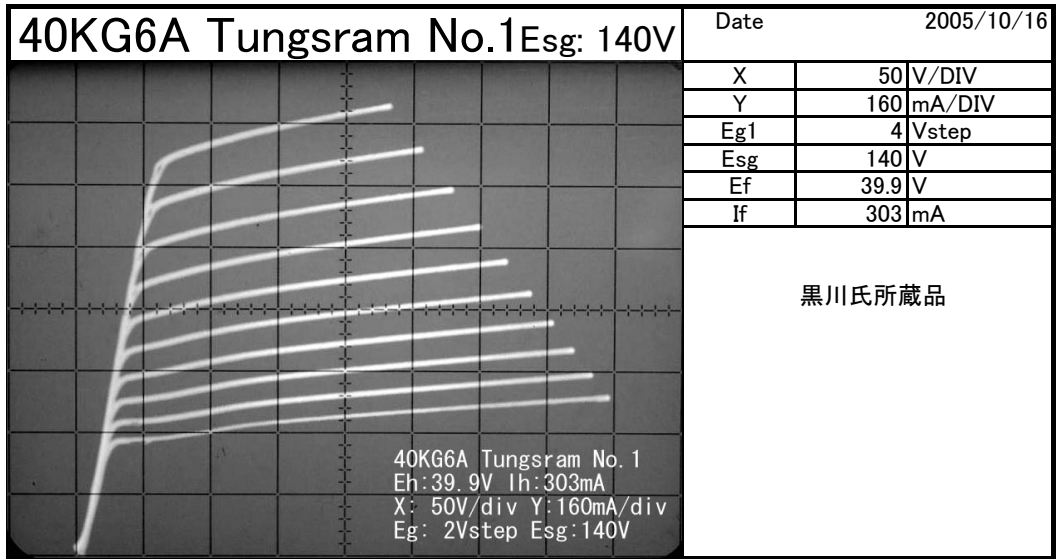 40KG6A Tungsram No.1 Esg: 140V
Date 2005/10/16
X 50 V/DIV
Y 160 mA/DIV
Eg1 4 Vstep
Esg 140 V
Ef 39.9 V
If 303 mA
黒川氏所蔵品
40KG6A Tungsram No.1
Eh:39.9V Ih:303mA
X: 50V/div Y:160mA/div
Eg: 2Vstep Esg:140V